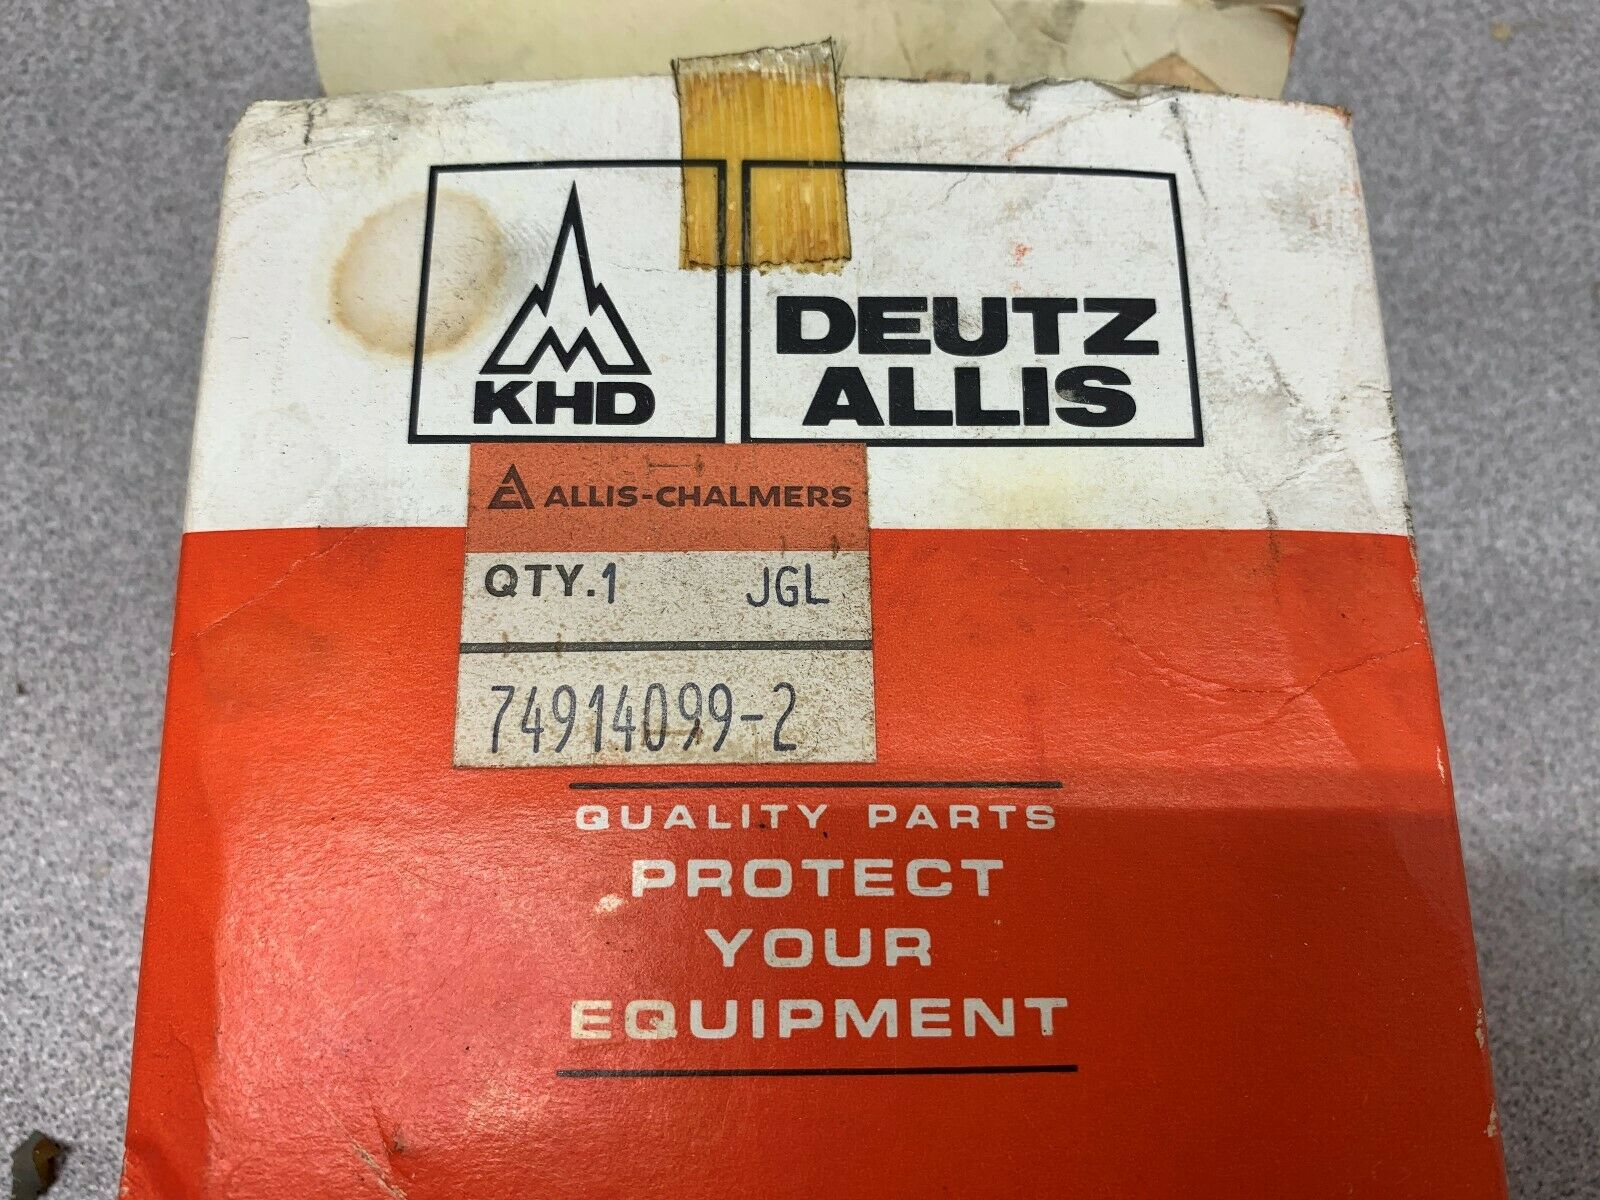 KHD
DEUTZ
ALLIS
ALLIS-CHALMERS
QTY.1 JGL
74914099-2
QUALITY PARTS
PROTECT
YOUR
EQUIPMENT